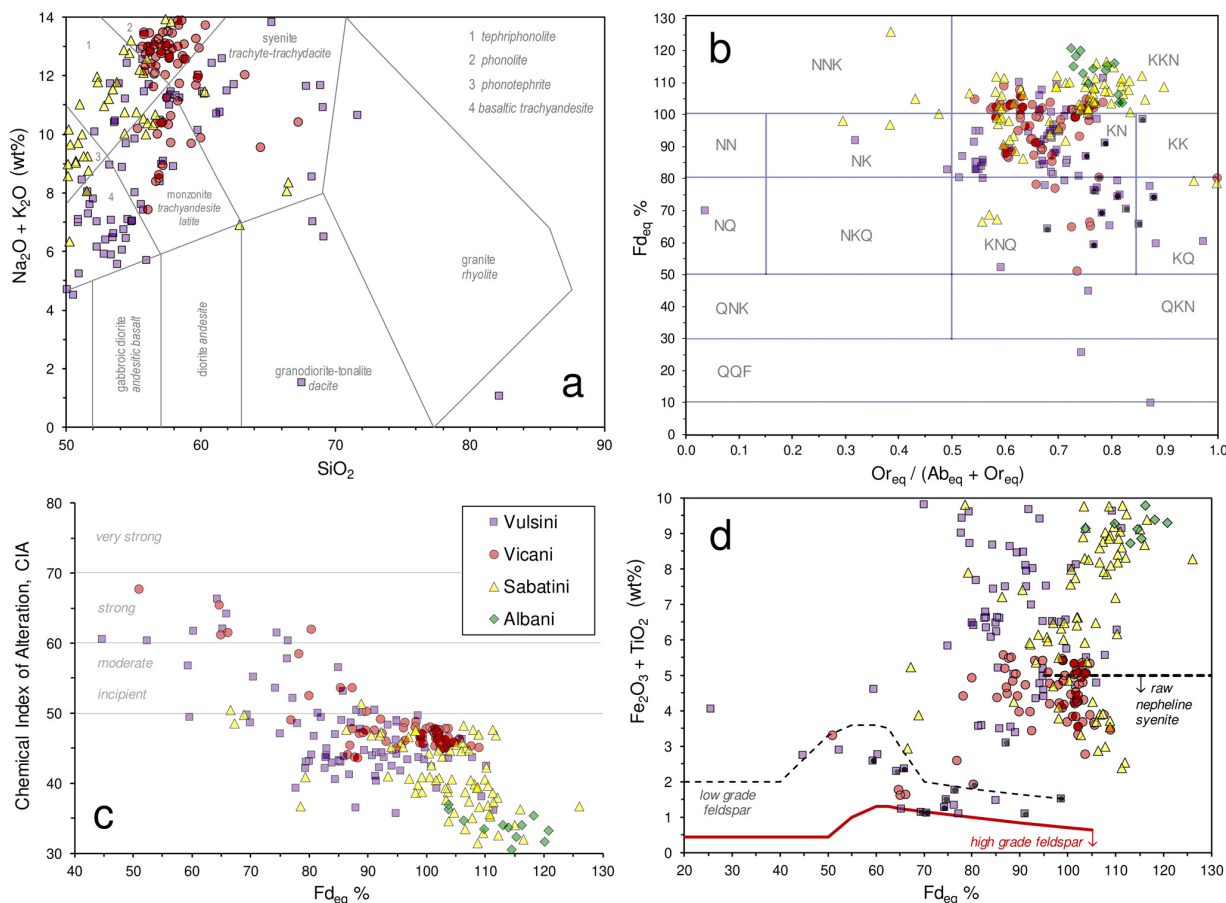 14
12
10
8
6
4
2
0
Na2O + K2O (wt%)
50
60
70
80
90
SiO2
1
2
3
4
syenite
trachyte-trachydacite
1 tephriphonolite
2 phonolite
3 phonotephrite
4 basaltic trachyandesite
monzonite
trachyandesite
latite
granite
rhyolite
gabbroic diorite
andesitic basalt
diorite andesite
granodiorite-tonalite
dacite
a
130
120
110
100
90
80
70
60
50
40
30
20
10
0
Fdeq %
0.0
0.1
0.2
0.3
0.4
0.5
0.6
0.7
0.8
0.9
1.0
Oreq / (Abeq + Oreq)
b
NNK
KKN
NN
NK
KN
KK
NQ
NKQ
KNQ
KQ
QNK
QKN
QQF
80
70
60
50
40
30
Chemical Index of Alteration, CIA
very strong
strong
moderate
incipient
c
40
50
60
70
80
90
100
110
120
130
Fdeq %
Vulsini
Vicani
Sabatini
Albani
10
9
8
7
6
5
4
3
2
1
0
Fe2O3 + TiO2 (wt%)
d
raw
nepheline
syenite
low grade
feldspar
high grade feldspar
20
30
40
50
60
70
80
90
100
110
120
130
Fdeq %